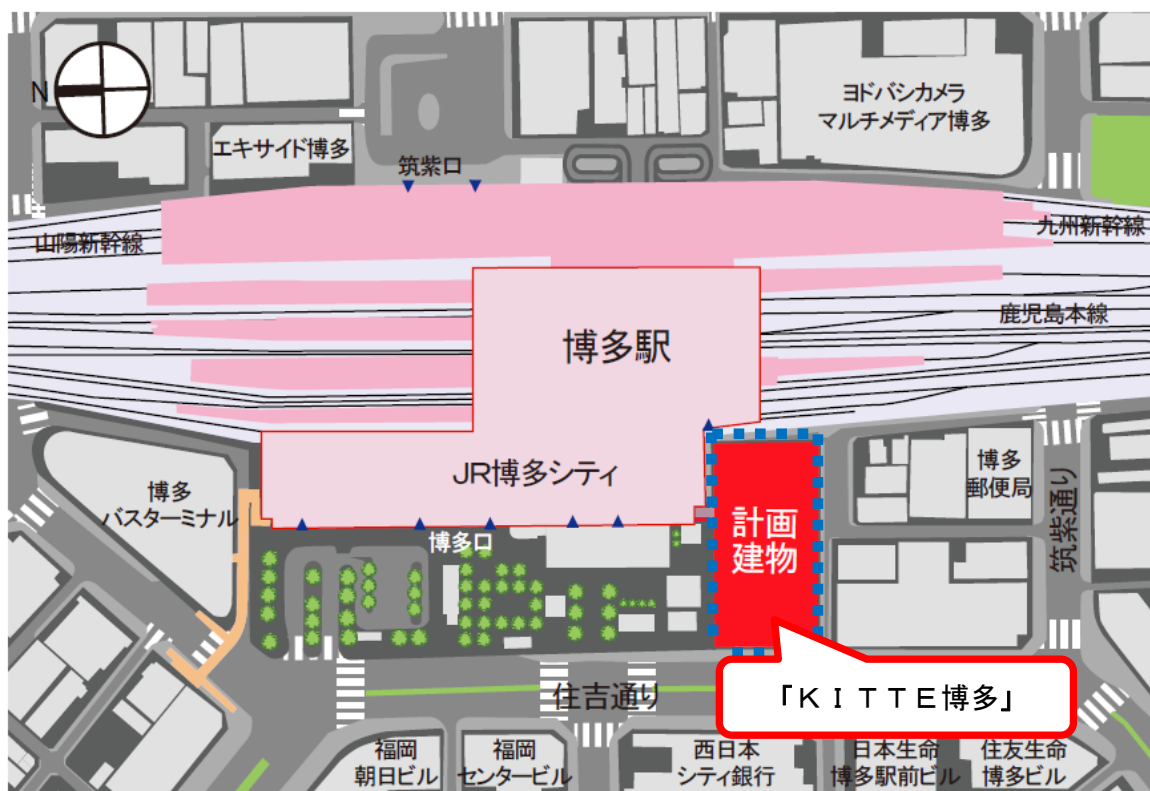 N
エキサイド博多
筑紫口
ヨドバシカメラ
マルチメディア博多
山陽新幹線
九州新幹線
鹿児島本線
博多駅
JR博多シティ
博多
バスターミナル
博多口
計画
建物
博多
郵便局
筑紫通り
「KITTE博多」
住吉通り
福岡
朝日ビル
福岡
センタービル
西日本
シティ銀行
日本生命
博多駅前ビル
住友生命
博多ビル